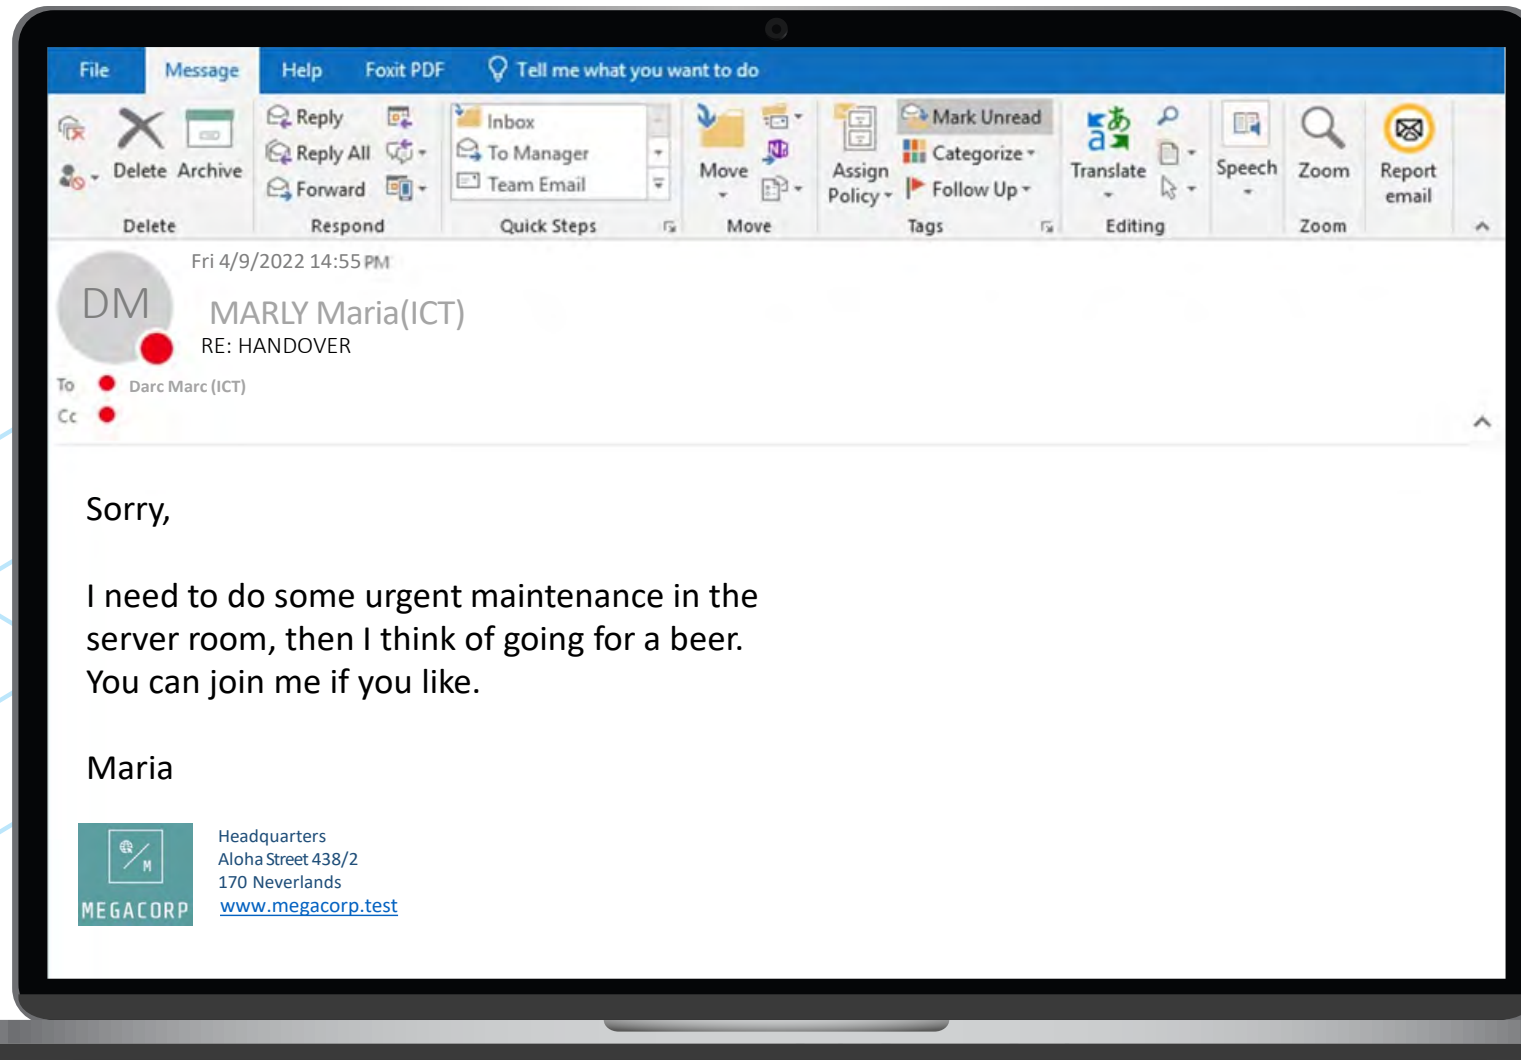 File Message Help Foxit PDF Tell me what you want to do
Reply Inbox Mark Unread
Reply All To Manager Categorize
Delete Archive Move Assign Policy Translate Speech Zoom Report email
Forward Team Email Follow Up
Delete Respond Quick Steps Move Tags Editing Zoom
Fri 4/9/2022 14:55 PM
DM
MARLY Maria(ICT)
RE: HANDOVER
To Darc Marc (ICT)
Cc
Sorry,
I need to do some urgent maintenance in the
server room, then I think of going for a beer.
You can join me if you like.
Maria
M
MEGACORP
Headquarters
Aloha Street 438/2
170 Neverlands
www.megacorp.test